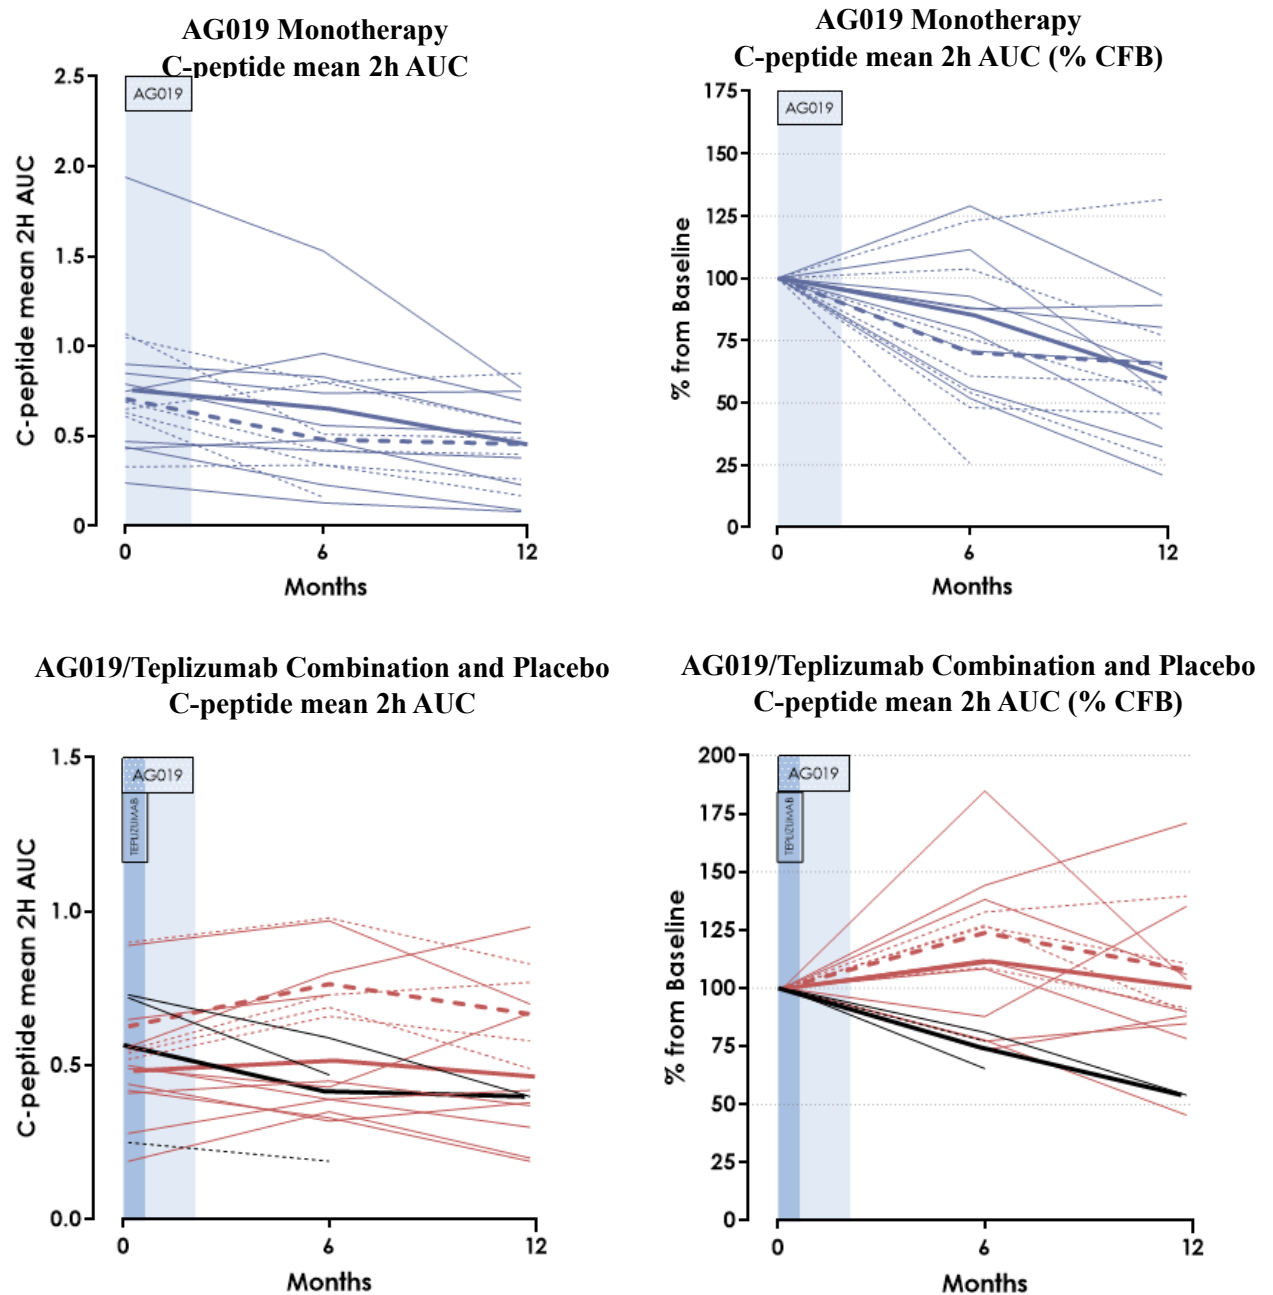 AG019 Monotherapy
C-peptide mean 2h AUC
2.5
2.0
1.5
1.0
0.5
0
AG019
C-peptide mean 2H AUC
0
6
12
Months
AG019 Monotherapy
C-peptide mean 2h AUC (% CFB)
175
150
125
100
75
50
25
0
AG019
% from Baseline
0
6
12
Months
AG019/Teplizumab Combination and Placebo
C-peptide mean 2h AUC
1.5
1.0
0.5
0.0
AG019
TEPLIZUMAB
C-peptide mean 2H AUC
0
6
12
Months
AG019/Teplizumab Combination and Placebo
C-peptide mean 2h AUC (% CFB)
200
175
150
125
100
75
50
25
0
AG019
TEPLIZUMAB
% from Baseline
0
6
12
Months